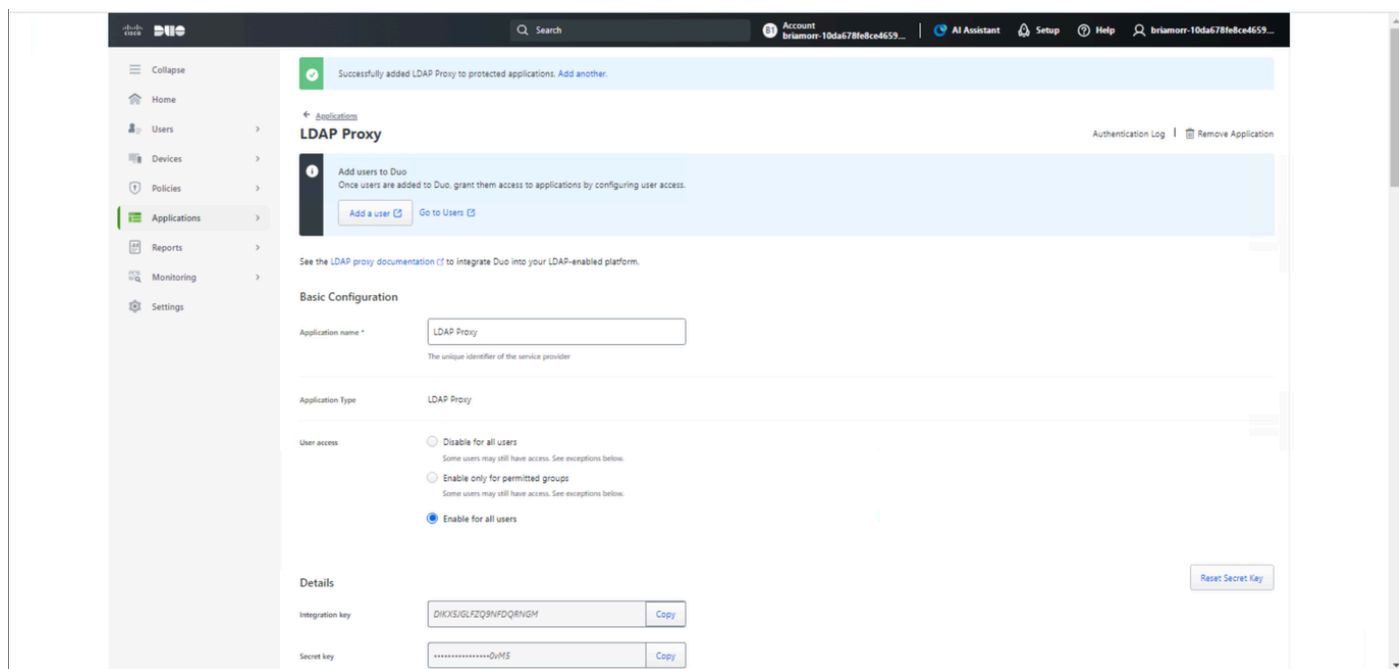 cisco DUO
Search
B1 Account
briamorr-10da678fe8ce4659...
AI Assistant
Setup
Help
briamorr-10da678fe8ce4659...
Collapse
Home
Users
Devices
Policies
Applications
Reports
Monitoring
Settings
Successfully added LDAP Proxy to protected applications. Add another.
Applications
LDAP Proxy
Authentication Log
Remove Application
Add users to Duo
Once users are added to Duo, grant them access to applications by configuring user access.
Add a user
Go to Users
See the LDAP proxy documentation to integrate Duo into your LDAP-enabled platform.
Basic Configuration
Application name *
LDAP Proxy
The unique identifier of the service provider
Application Type
LDAP Proxy
User access
Disable for all users
Some users may still have access. See exceptions below.
Enable only for permitted groups
Some users may still have access. See exceptions below.
Enable for all users
Details
Reset Secret Key
Integration key
DIKXSJGLFZQ9NFDQRNGM
Copy
Secret key
••••••••••••••••0vM5
Copy